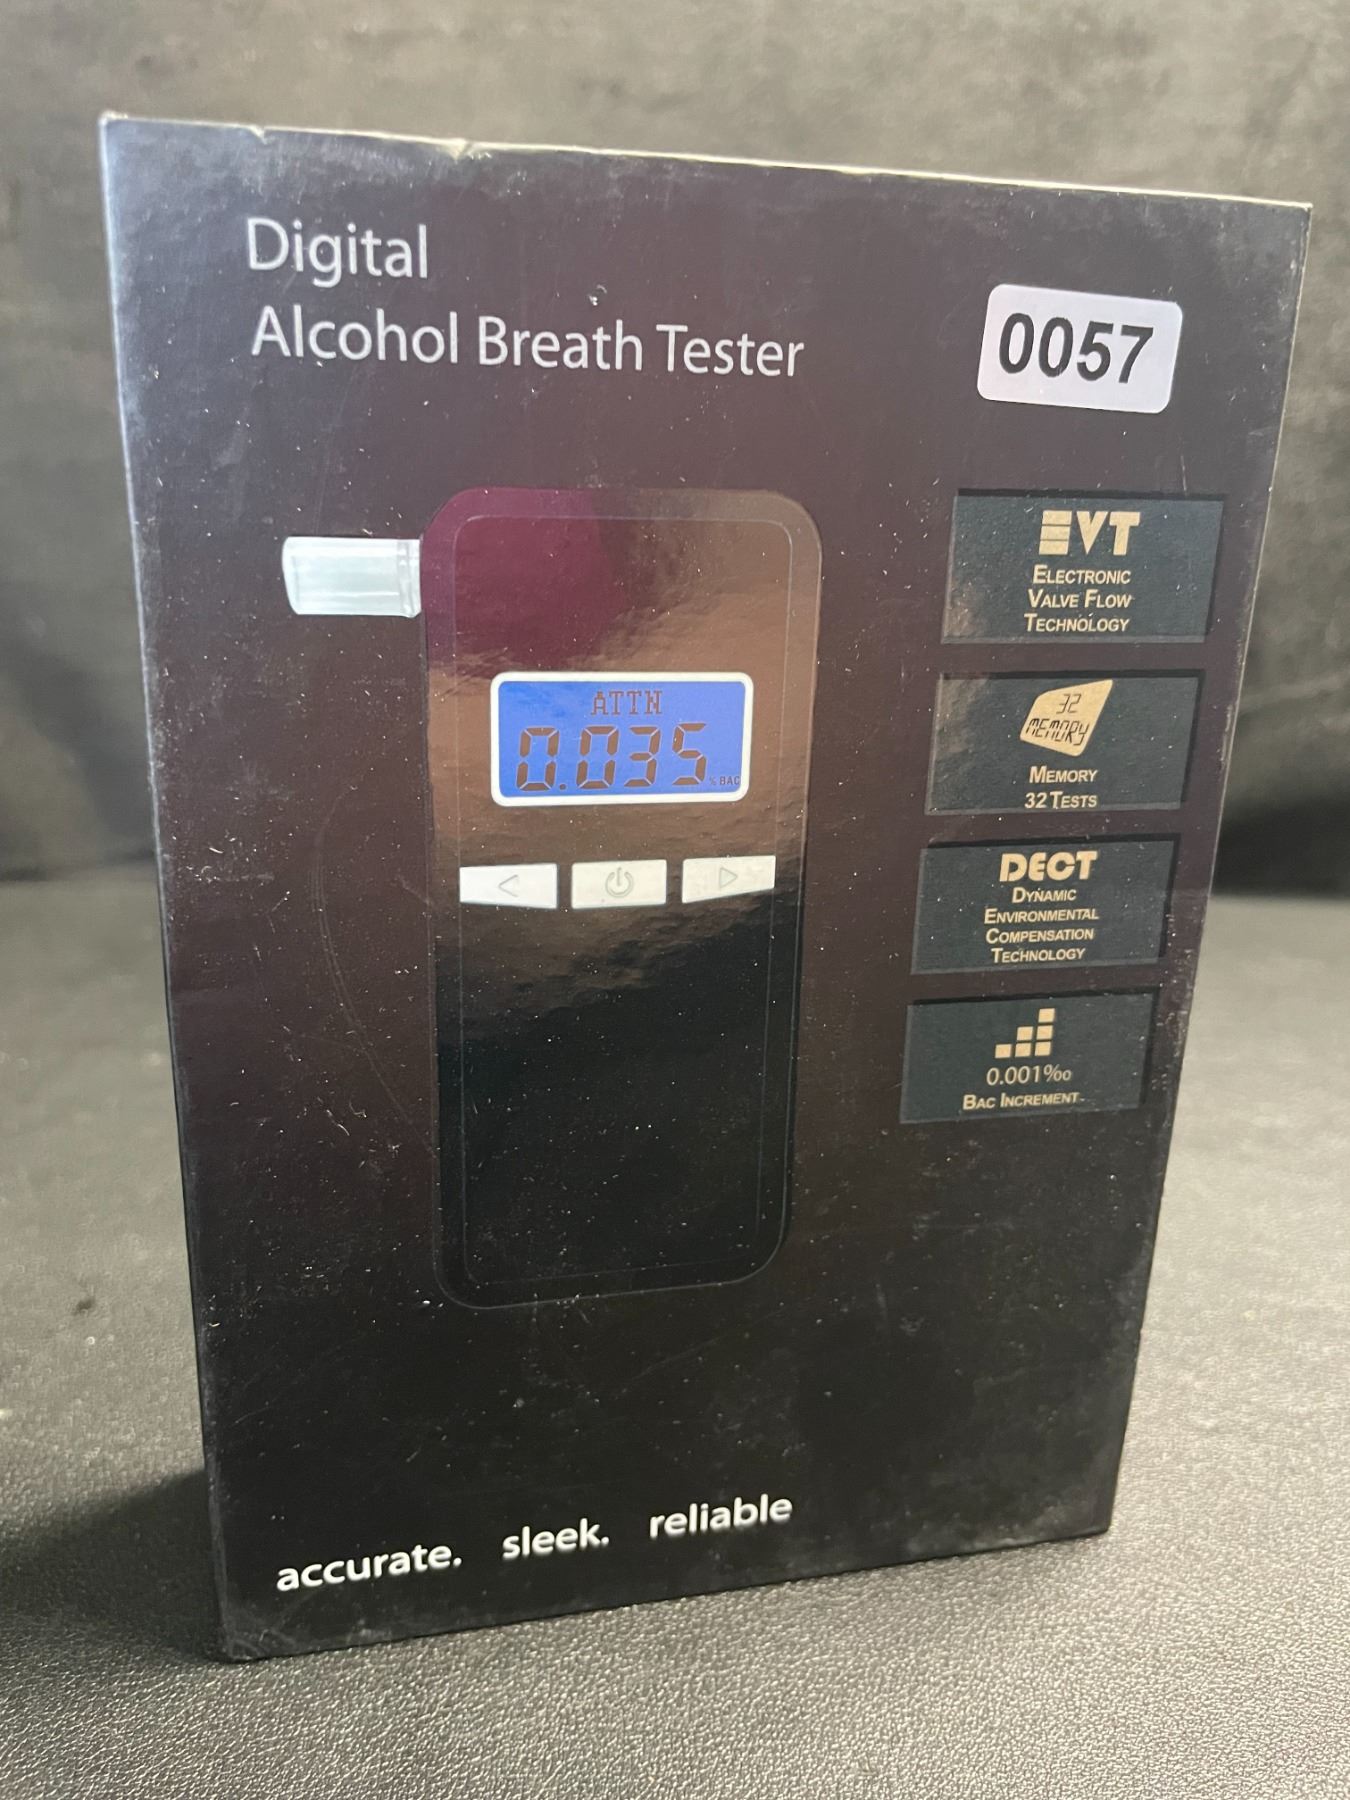 Digital
Alcohol Breath Tester
0057
EVT
ELECTRONIC
VALVE FLOW
TECHNOLOGY
32
MEMORY
MEMORY
32 TESTS
ATTN
0.035
% BAC
DECT
DYNAMIC
ENVIRONMENTAL
COMPENSATION
TECHNOLOGY
0.001‰
BAC INCREMENT
accurate. sleek. reliable